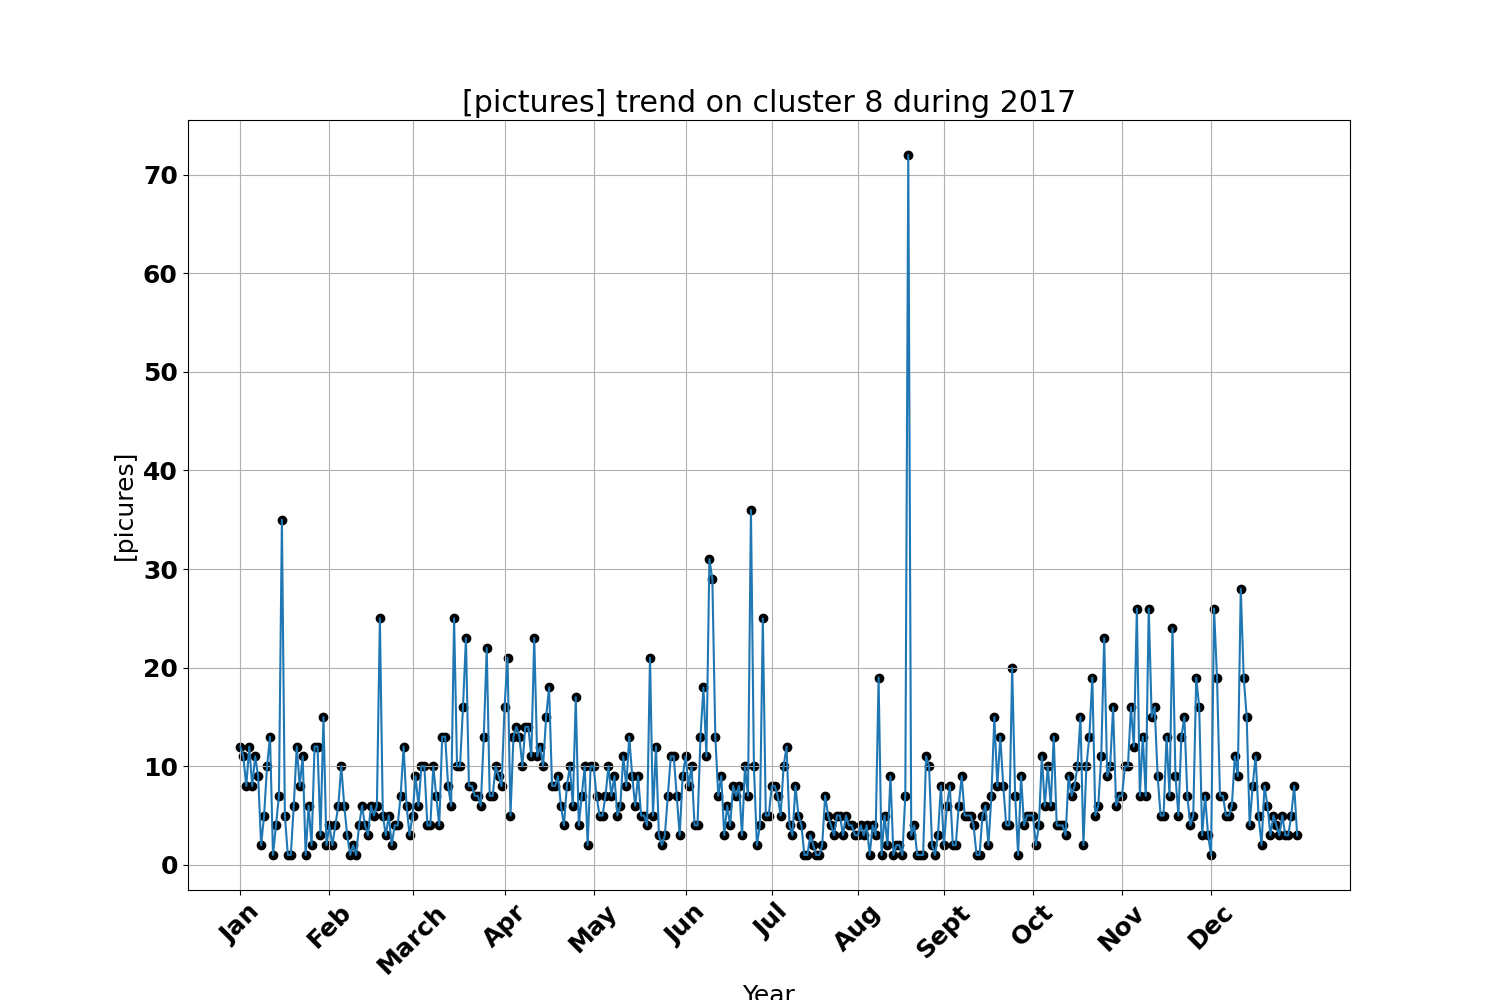 [pictures] trend on cluster 8 during 2017
70
60
50
40
30
20
10
0
[picures]
Jan
Feb
March
Apr
May
Jun
Jul
Aug
Sept
Oct
Nov
Dec
Year